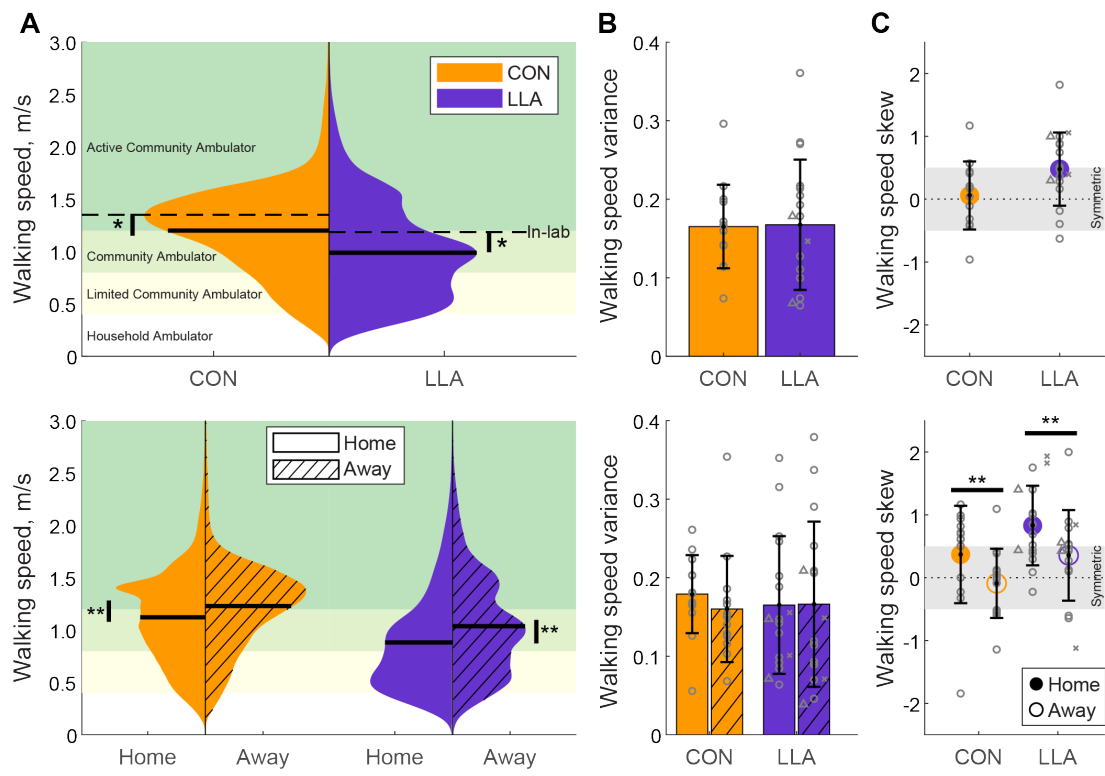 A
B
C
3.0
2.5
2.0
1.5
1.0
0.5
0
Walking speed, m/s
CON
LLA
Active Community Ambulator
*
*
In-lab
Community Ambulator
Limited Community Ambulator
Household Ambulator
CON
LLA
0.4
0.3
0.2
0.1
0
Walking speed variance
CON
LLA
2
1
0
-1
-2
Walking speed skew
Symmetric
CON
LLA
3.0
2.5
2.0
1.5
1.0
0.5
0
Walking speed, m/s
Home
Away
**
**
Home
Away
Home
Away
0.4
0.3
0.2
0.1
0
Walking speed variance
CON
LLA
2
1
0
-1
-2
Walking speed skew
**
**
Symmetric
Home
Away
CON
LLA